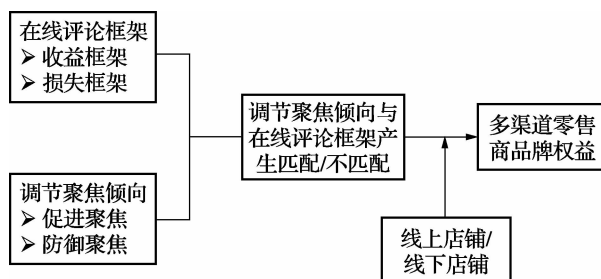 在线评论框架
➢ 收益框架
➢ 损失框架
调节聚焦倾向
➢ 促进聚焦
➢ 防御聚焦
调节聚焦倾向与
在线评论框架产
生匹配/不匹配
多渠道零售
商品牌权益
线上店铺/
线下店铺